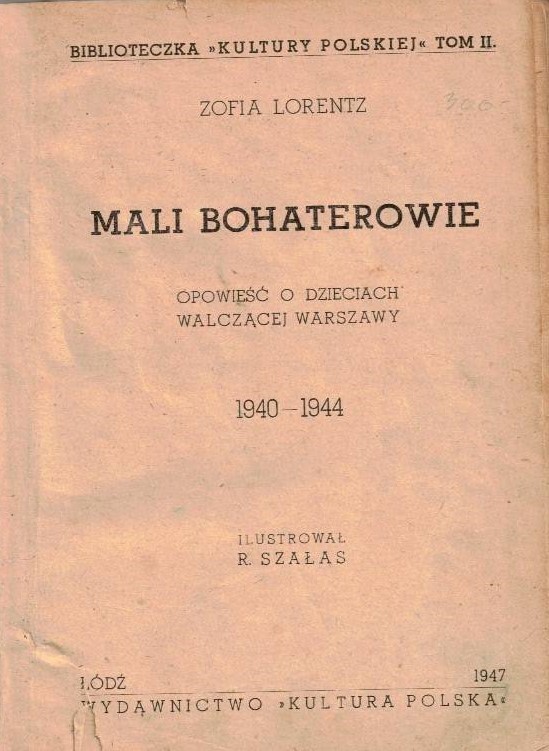 BIBLIOTECZKA »KULTURY POLSKIEJ« TOM II.
ZOFIA LORENTZ
300-
MALI BOHATEROWIE
OPOWIEŚĆ O DZIECIACH
WALCZĄCEJ WARSZAWY
1940—1944
ILUSTROWAŁ
R. SZAŁAS
ŁÓDŹ 1947
WYDAWNICTWO »KULTURA POLSKA«